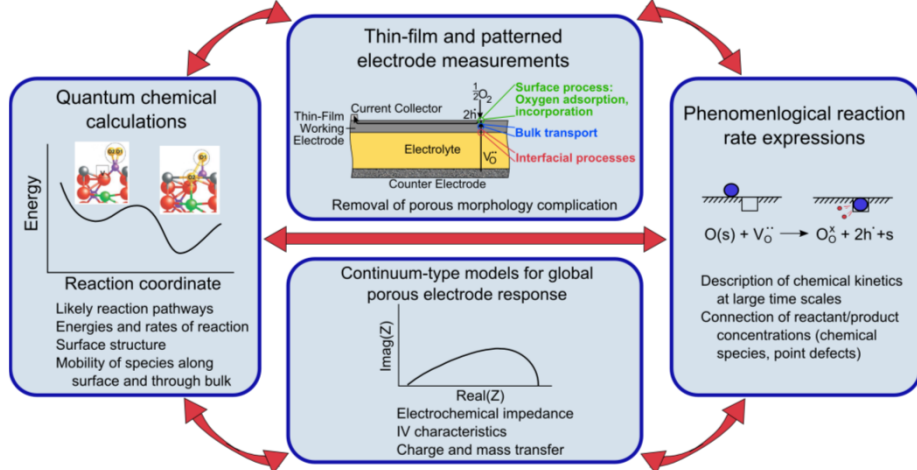 Quantum chemical
calculations
Energy
Reaction coordinate
Likely reaction pathways
Energies and rates of reaction
Surface structure
Mobility of species along
surface and through bulk
Thin-film and patterned
electrode measurements
½O₂
2h˙
Surface process:
Oxygen adsorption,
incorporation
Bulk transport
Interfacial processes
Current Collector
Thin-Film
Working
Electrode
Electrolyte
V_O^··
Counter Electrode
Removal of porous morphology complication
Continuum-type models for global
porous electrode response
Imag(Z)
Real(Z)
Electrochemical impedance
IV characteristics
Charge and mass transfer
Phenomenlogical reaction
rate expressions
O(s) + V_O^·· → O_O^x + 2h˙+s
Description of chemical kinetics
at large time scales
Connection of reactant/product
concentrations (chemical
species, point defects)